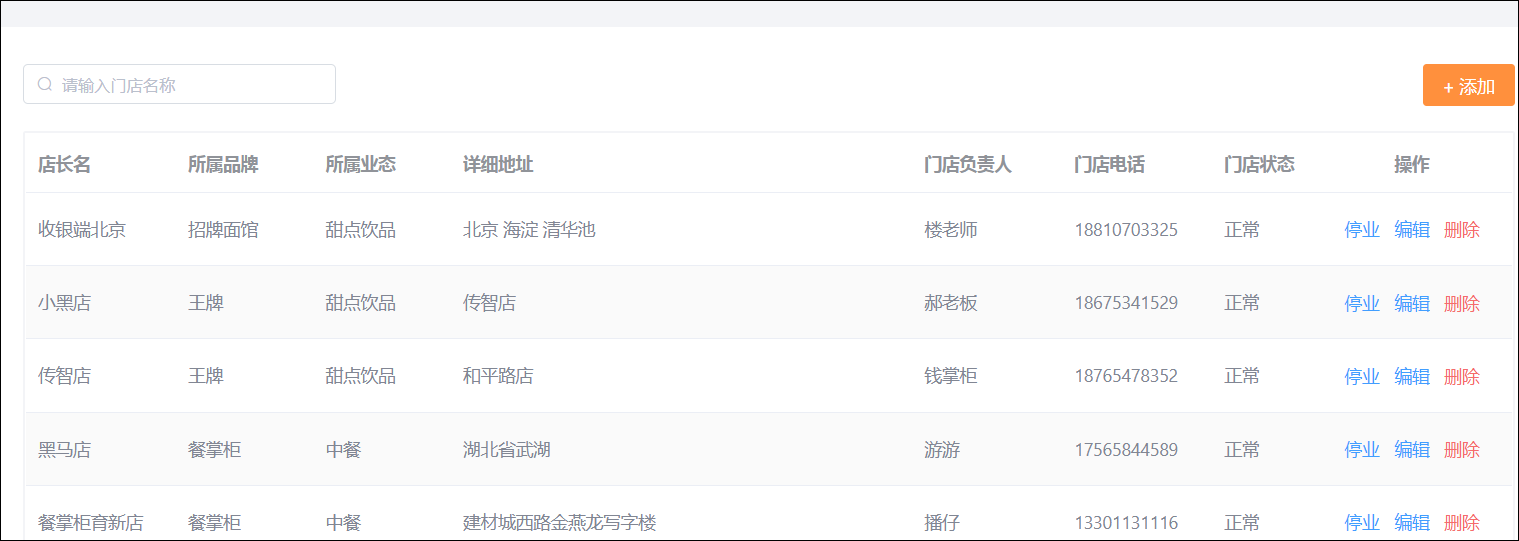 请输入门店名称
+ 添加
店长名 所属品牌 所属业态 详细地址 门店负责人 门店电话 门店状态 操作
收银端北京 招牌面馆 甜点饮品 北京 海淀 清华池 楼老师 18810703325 正常 停业 编辑 删除
小黑店 王牌 甜点饮品 传智店 郝老板 18675341529 正常 停业 编辑 删除
传智店 王牌 甜点饮品 和平路店 钱掌柜 18765478352 正常 停业 编辑 删除
黑马店 餐掌柜 中餐 湖北省武湖 游游 17565844589 正常 停业 编辑 删除
餐掌柜育新店 餐掌柜 中餐 建材城西路金燕龙写字楼 播仔 13301131116 正常 停业 编辑 删除